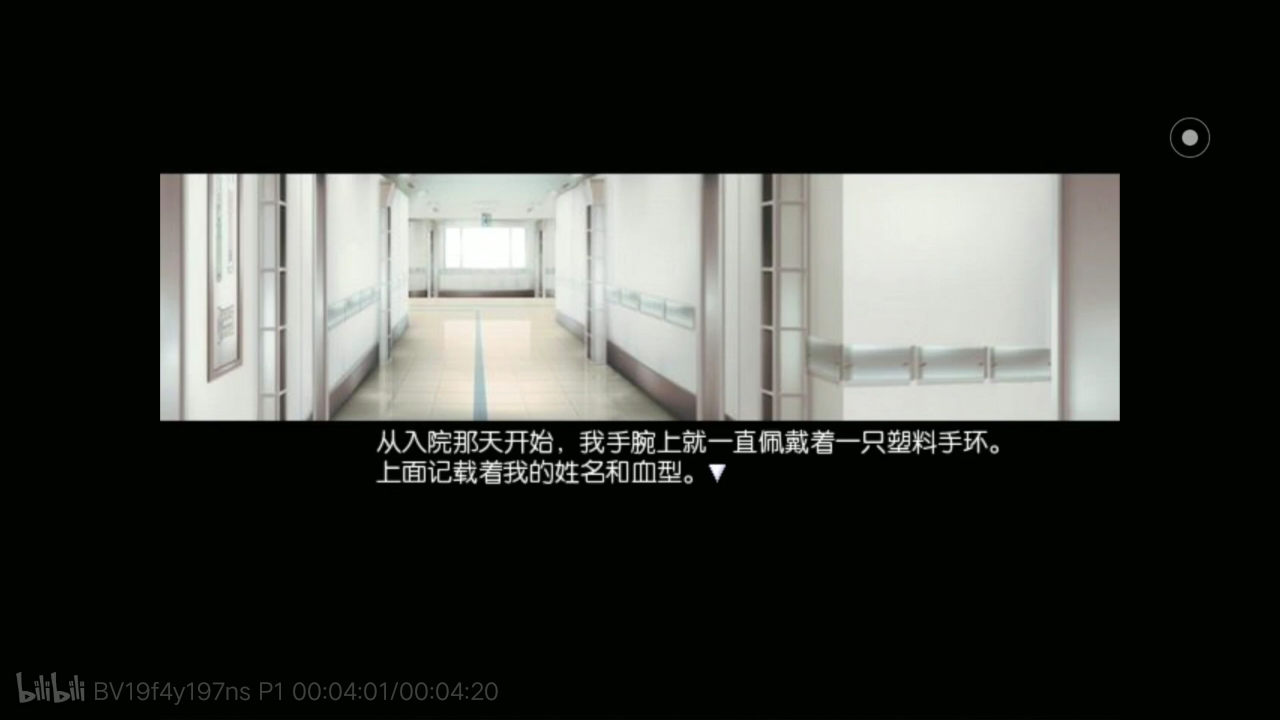 从入院那天开始，我手腕上就一直佩戴着一只塑料手环。
上面记载着我的姓名和血型。
bilibili BV19f4y197ns P1 00:04:01/00:04:20